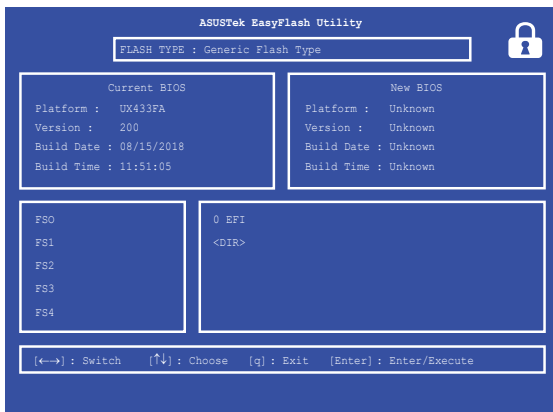 ASUSTek EasyFlash Utility
FLASH TYPE : Generic Flash Type
Current BIOS
Platform : UX433FA
Version : 200
Build Date : 08/15/2018
Build Time : 11:51:05
New BIOS
Platform : Unknown
Version : Unknown
Build Date : Unknown
Build Time : Unknown
FSO
FS1
FS2
FS3
FS4
0 EFI
<DIR>
[←→] : Switch [↑↓] : Choose [q] : Exit [Enter] : Enter/Execute